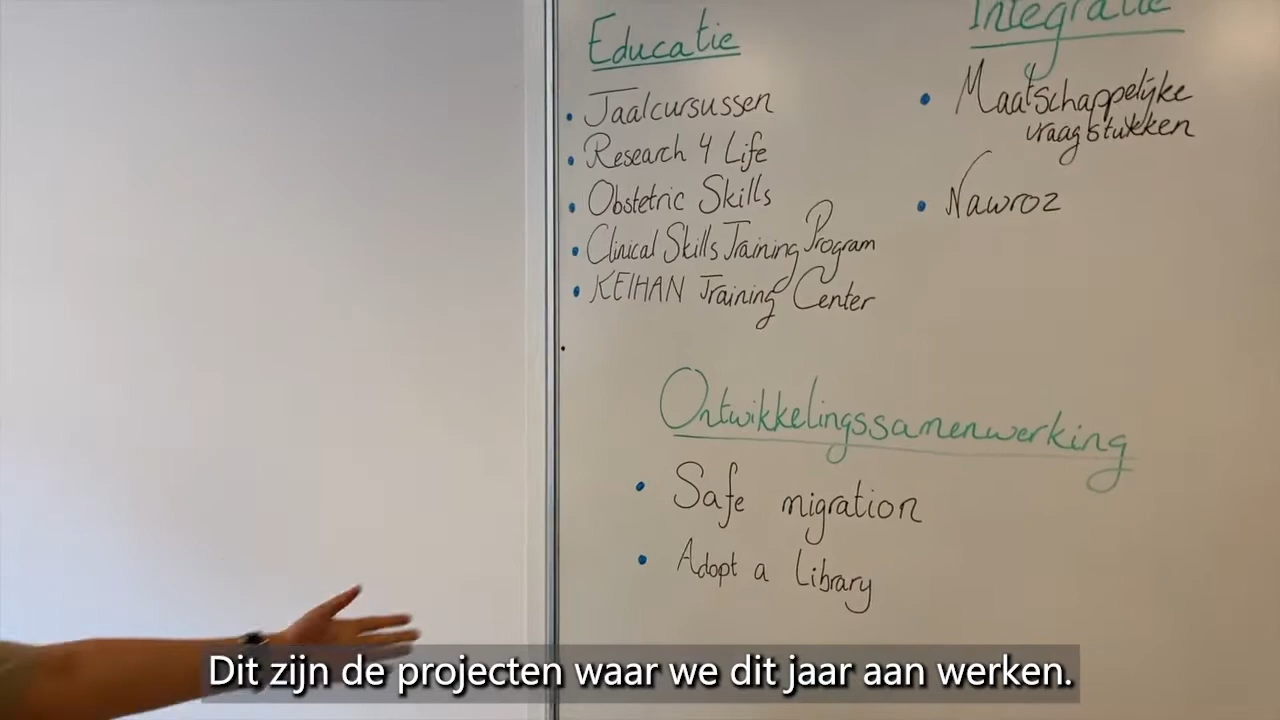 Educatie
• Taalcursussen
• Research 4 Life
• Obstetric Skills
• Clinical Skills Training Program
• KEIHAN Training Center
Integratie
• Maatschappelijke
vraagstukken
• Nawroz
Ontwikkelingssamenwerking
• Safe migration
• Adopt a Library
Dit zijn de projecten waar we dit jaar aan werken.